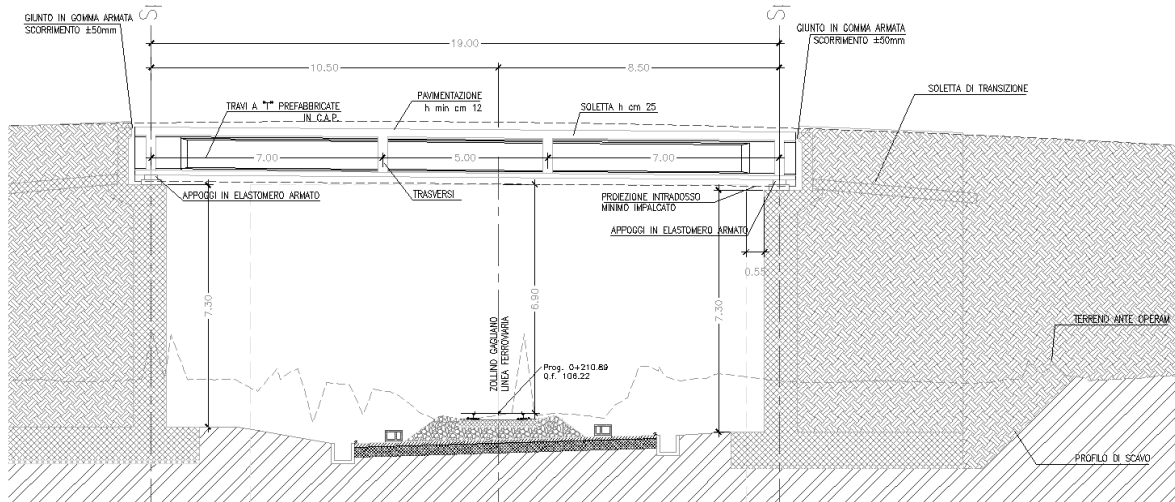 GIUNTO IN GOMMA ARMATA
SCORRIMENTO ±50mm
19.00
10.50
8.50
GIUNTO IN GOMMA ARMATA
SCORRIMENTO ±50mm
TRAVI A "T" PREFABBRICATE
IN C.A.P.
PAVIMENTAZIONE
h min cm 12
SOLETTA h cm 25
SOLETTA DI TRANSIZIONE
7.00
5.00
7.00
APPOGGI IN ELASTOMERO ARMATO
TRASVERSI
PROIEZIONE INTRADOSSO
MINIMO IMPALCATO
APPOGGI IN ELASTOMERO ARMATO
0.55
7.30
6.90
7.30
ZOLLINO GAGLIANO
LINEA FERROVIARIA
Prog. 0+210.89
Q.f. 106.22
TERRENO ANTE OPERAM
PROFILO DI SCAVO